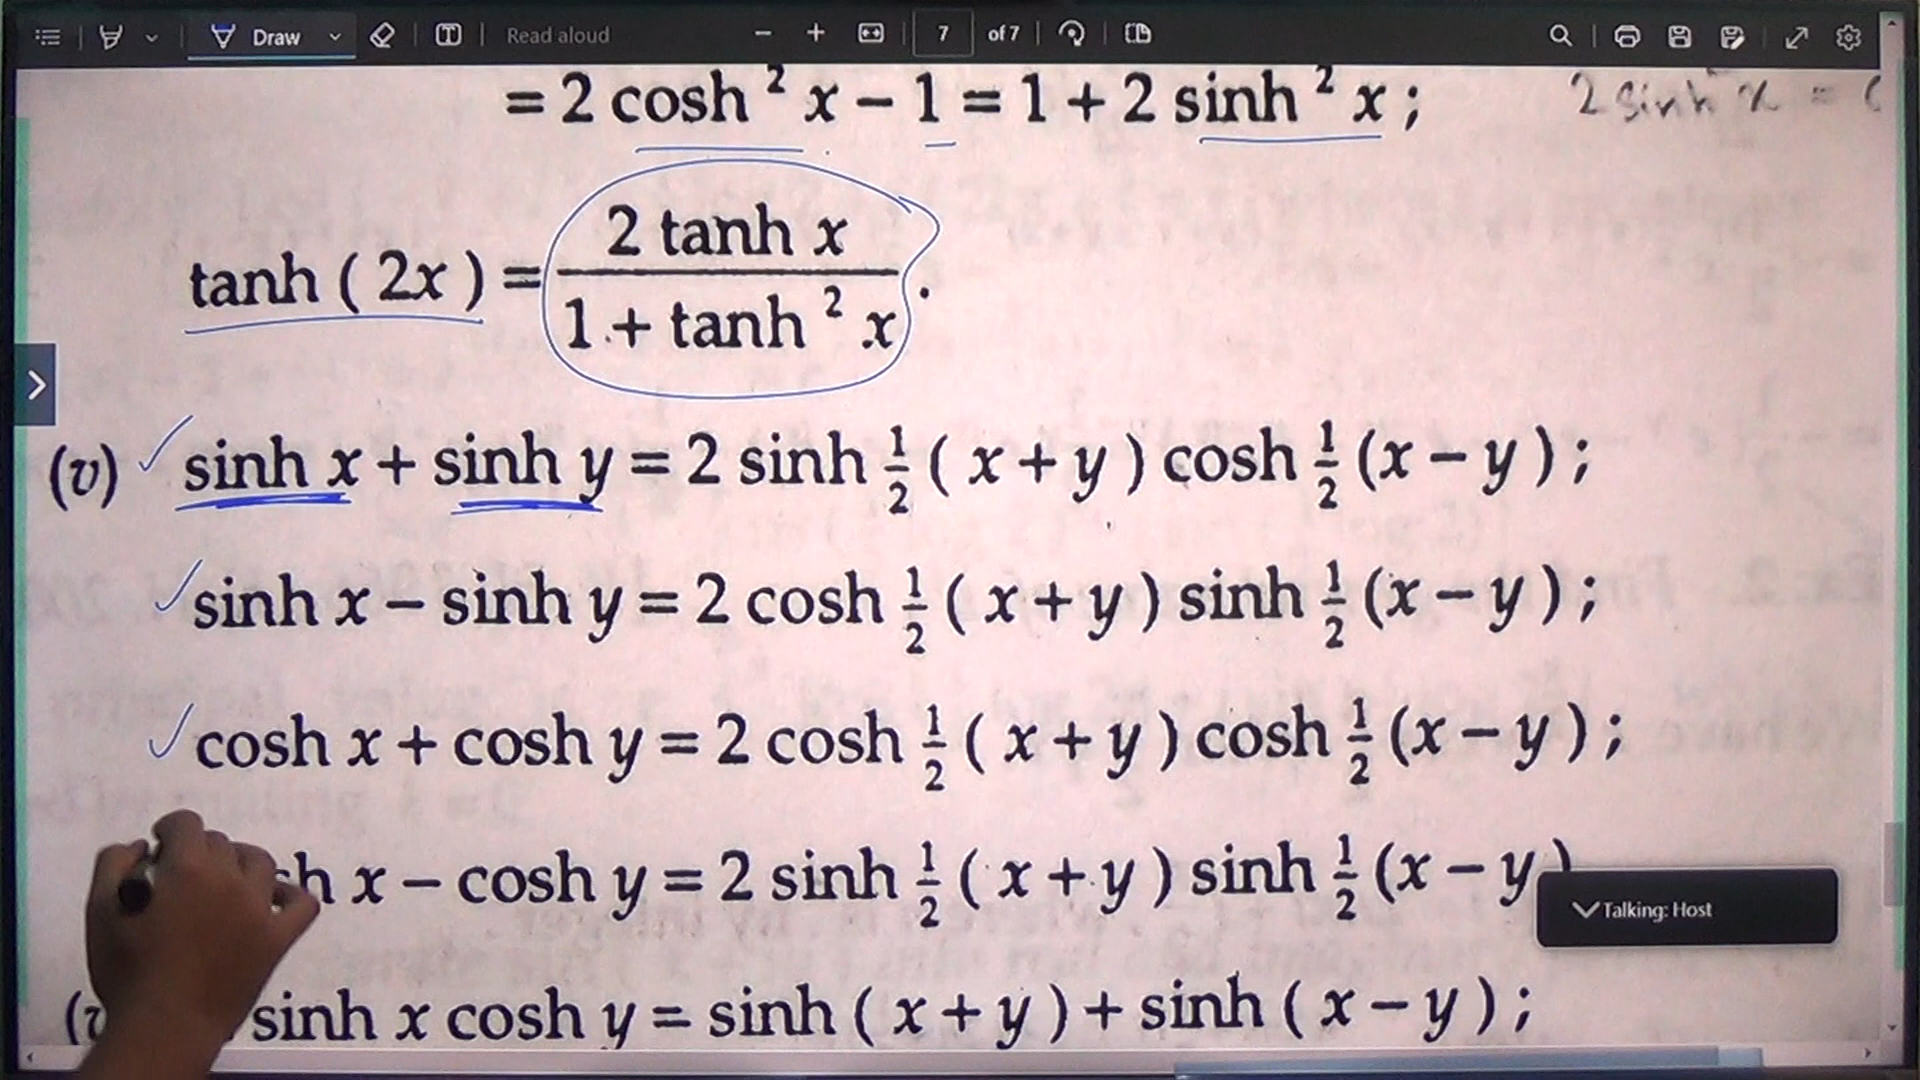 Draw Read aloud 7 of 7
= 2 cosh ² x − 1 = 1 + 2 sinh ² x ; 2 sinh² x =
tanh ( 2x ) = 2 tanh x / 1 + tanh ² x .
(v) sinh x + sinh y = 2 sinh ½ ( x + y ) cosh ½ (x − y ) ;
sinh x − sinh y = 2 cosh ½ ( x + y ) sinh ½ (x − y ) ;
cosh x + cosh y = 2 cosh ½ ( x + y ) cosh ½ (x − y ) ;
x − cosh y = 2 sinh ½ ( x + y ) sinh ½ (x − y )
Talking: Host
sinh x cosh y = sinh ( x + y ) + sinh ( x − y ) ;